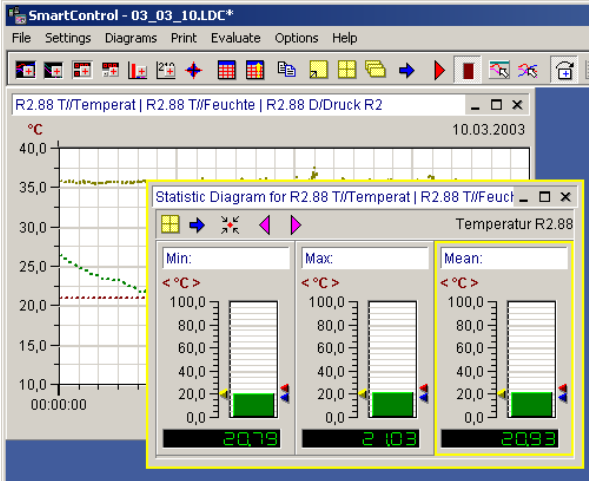 SmartControl - 03_03_10.LDC*
File Settings Diagrams Print Evaluate Options Help
R2.88 T//Temperat | R2.88 T//Feuchte | R2.88 D/Druck R2
°C
10.03.2003
40,0
35,0
30,0
25,0
20,0
15,0
10,0
00:00:00
Statistic Diagram for R2.88 T//Temperat | R2.88 T//Feuch
Temperatur R2.88
Min: Max: Mean:
< °C > < °C > < °C >
100,0 100,0 100,0
80,0 80,0 80,0
60,0 60,0 60,0
40,0 40,0 40,0
20,0 20,0 20,0
0,0 0,0 0,0
20,79 21,03 20,93